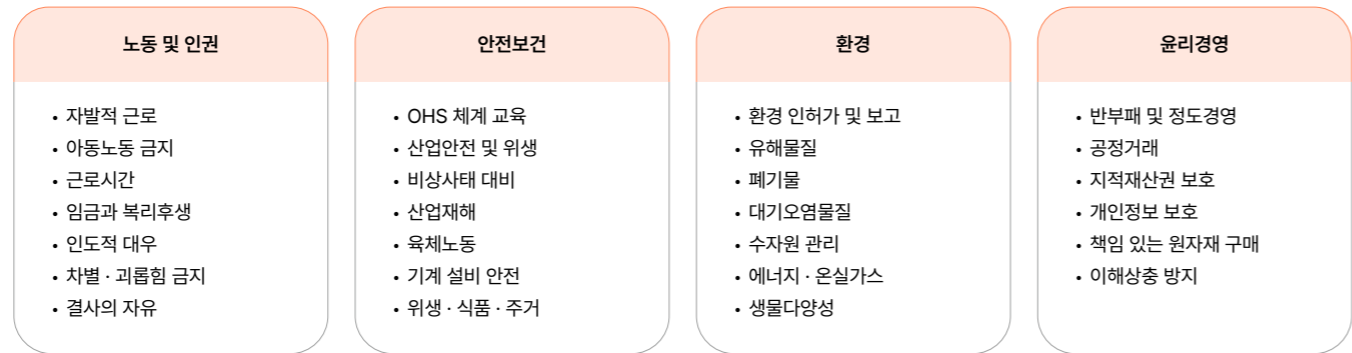 노동 및 인권
• 자발적 근로
• 아동노동 금지
• 근로시간
• 임금과 복리후생
• 인도적 대우
• 차별 · 괴롭힘 금지
• 결사의 자유
안전보건
• OHS 체계 교육
• 산업안전 및 위생
• 비상사태 대비
• 산업재해
• 육체노동
• 기계 설비 안전
• 위생 · 식품 · 주거
환경
• 환경 인허가 및 보고
• 유해물질
• 폐기물
• 대기오염물질
• 수자원 관리
• 에너지 · 온실가스
• 생물다양성
윤리경영
• 반부패 및 정도경영
• 공정거래
• 지적재산권 보호
• 개인정보 보호
• 책임 있는 원자재 구매
• 이해상충 방지